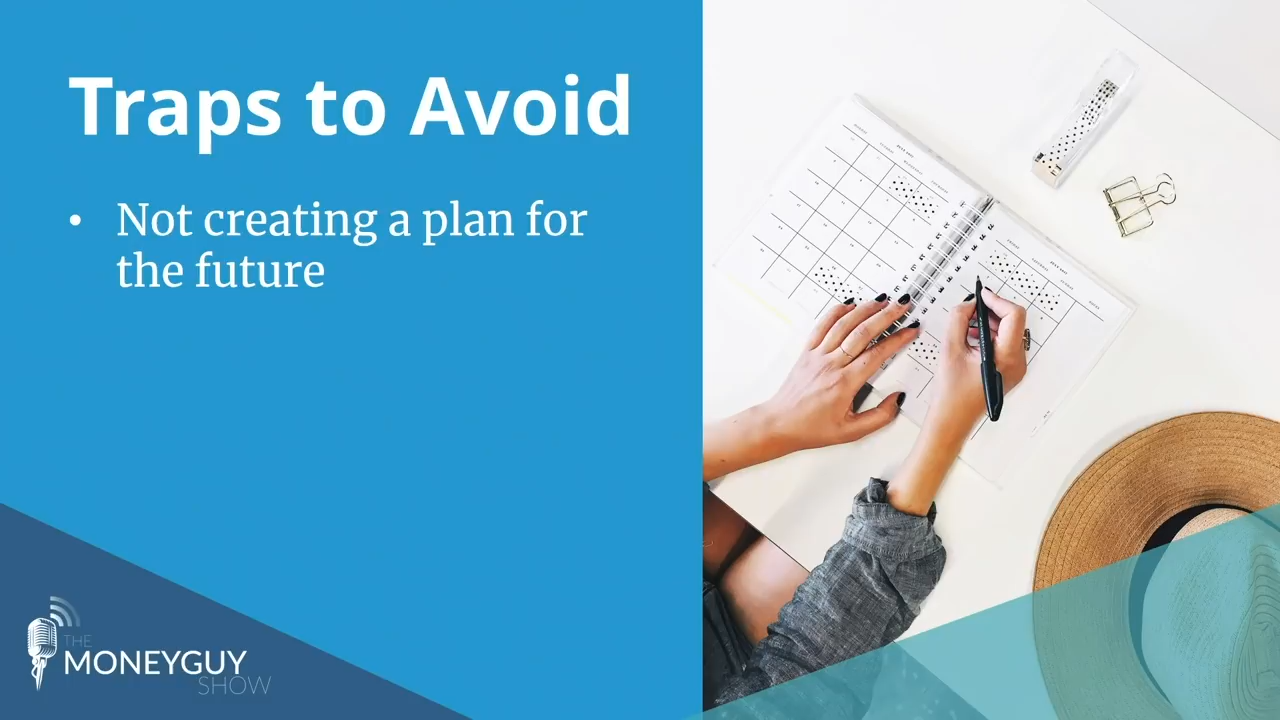 Traps to Avoid
• Not creating a plan for
the future
THE
MONEYGUY
SHOW